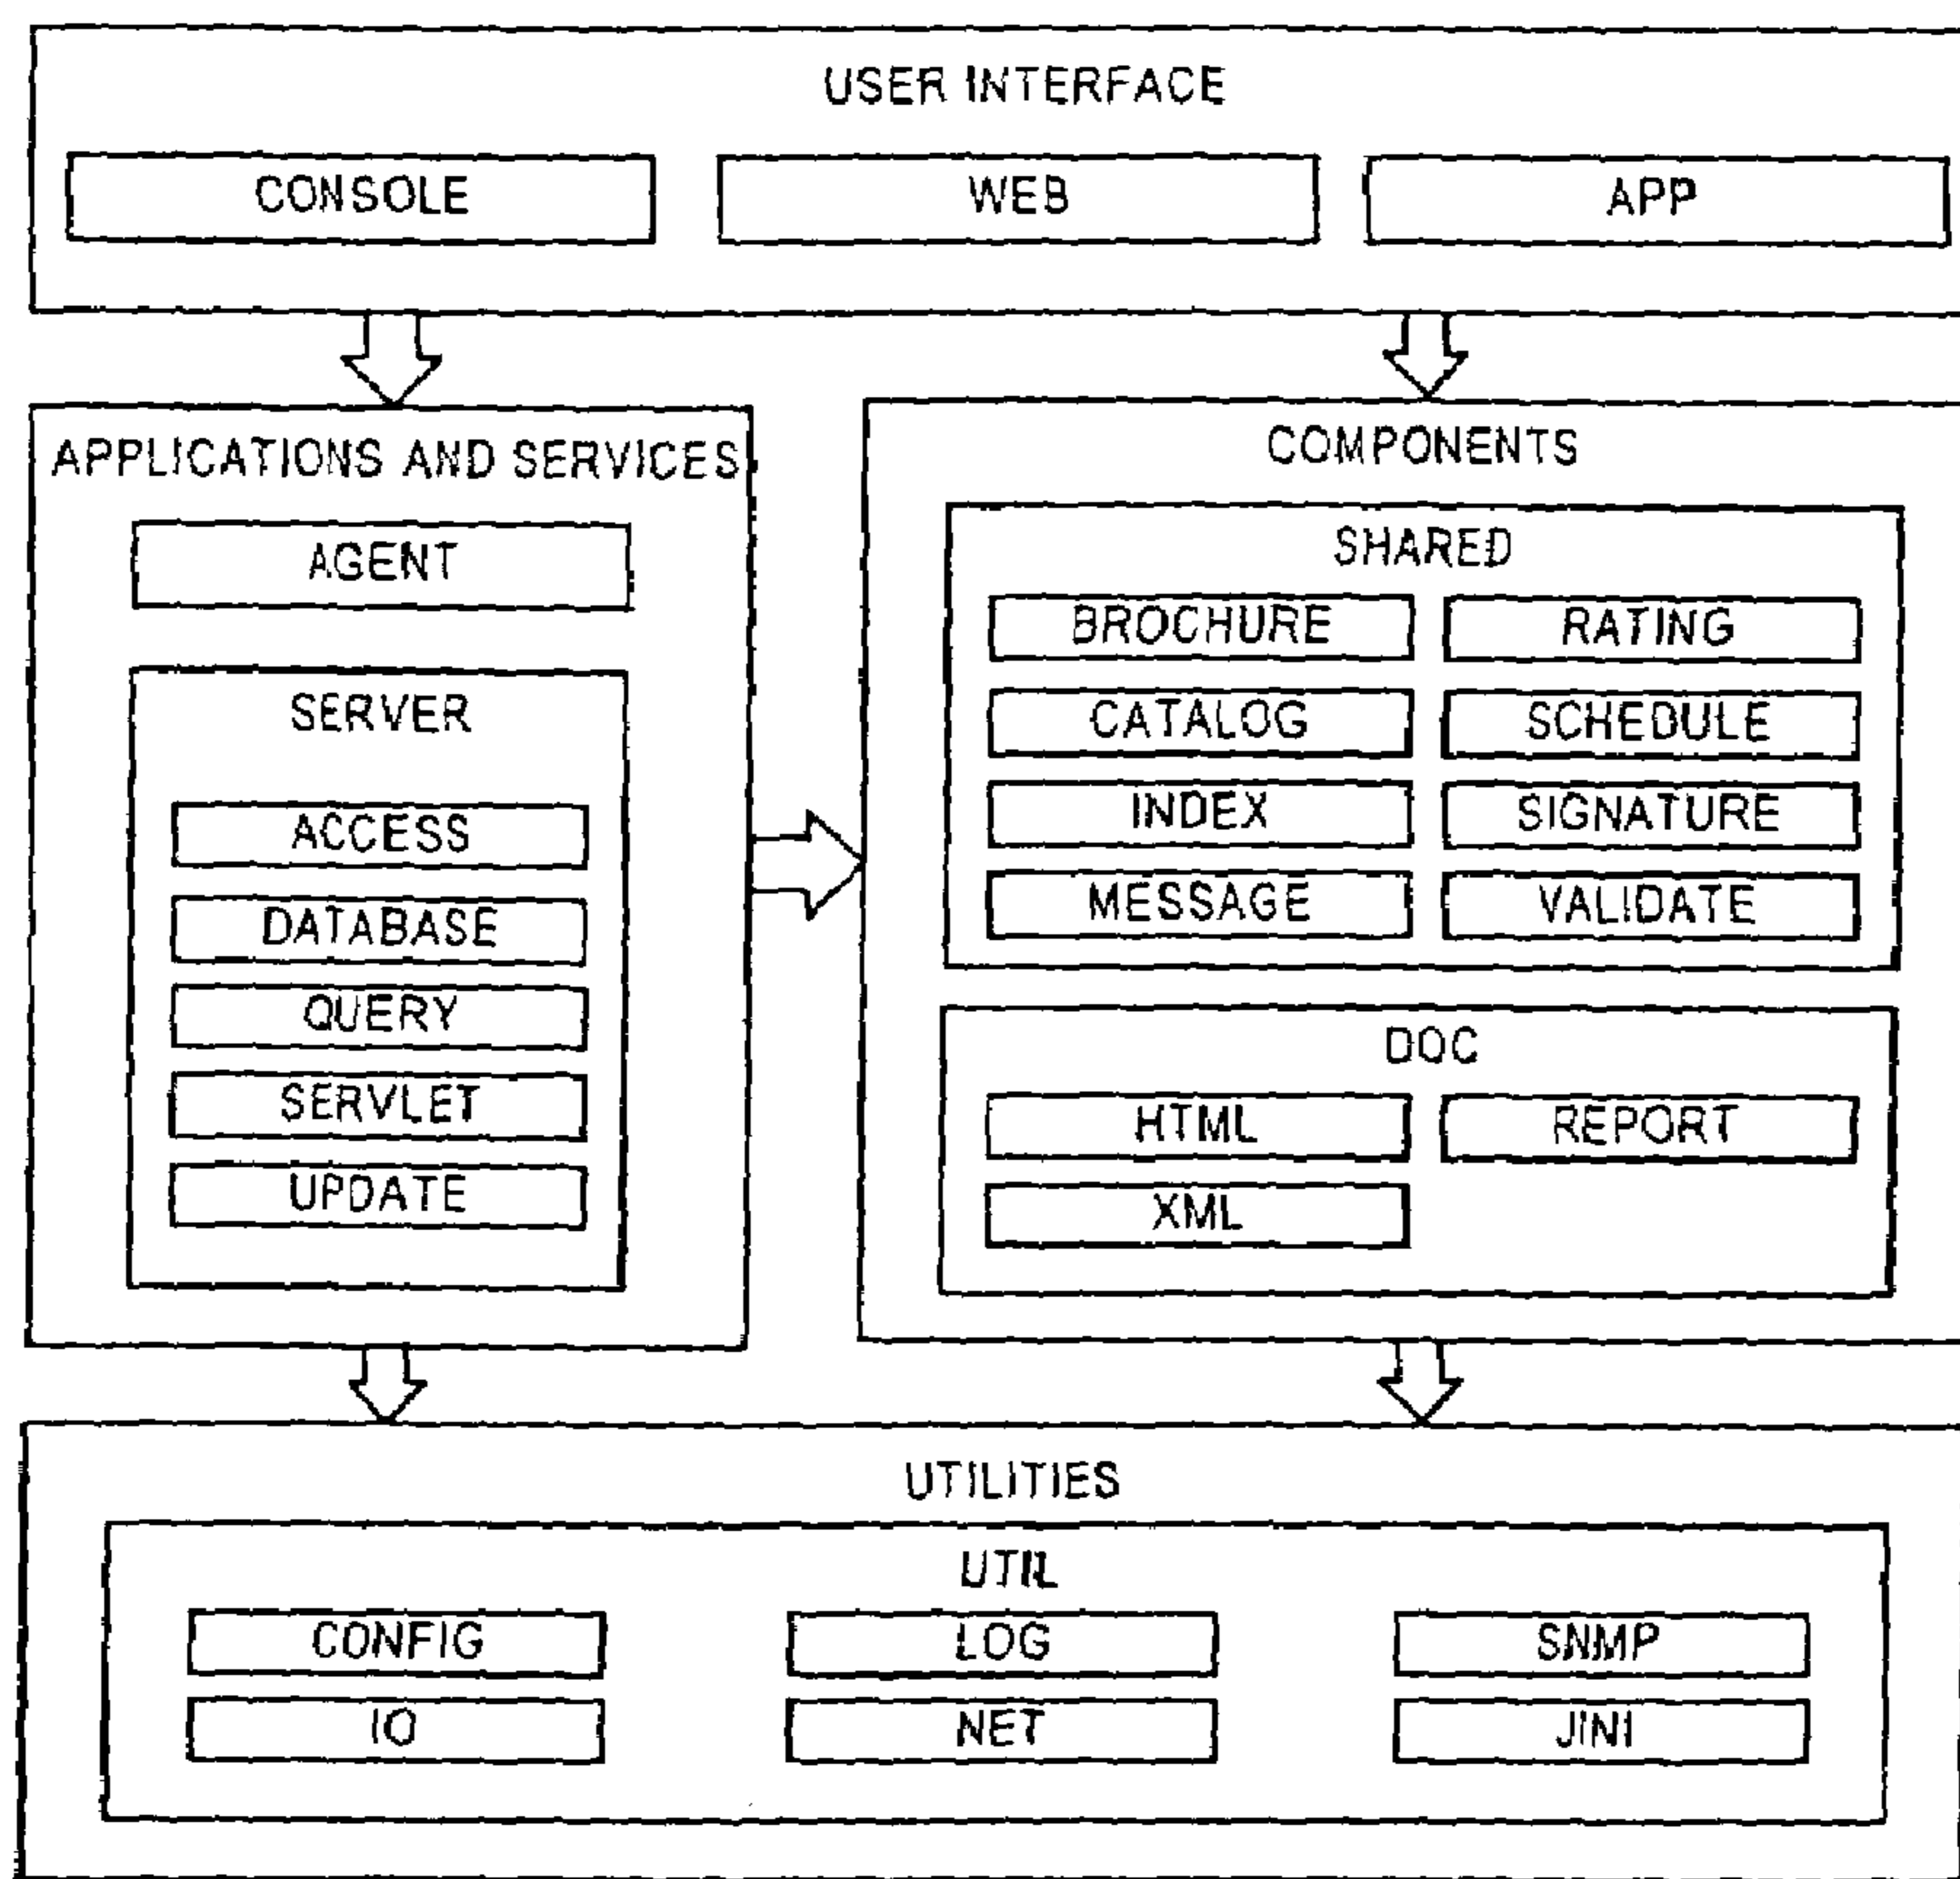 USER INTERFACE
CONSOLE
WEB
APP
APPLICATIONS AND SERVICES
AGENT
SERVER
ACCESS
DATABASE
QUERY
SERVLET
UPDATE
COMPONENTS
SHARED
BROCHURE
RATING
CATALOG
SCHEDULE
INDEX
SIGNATURE
MESSAGE
VALIDATE
DOC
HTML
REPORT
XML
UTILITIES
UTIL
CONFIG
LOG
SNMP
IO
NET
JINI